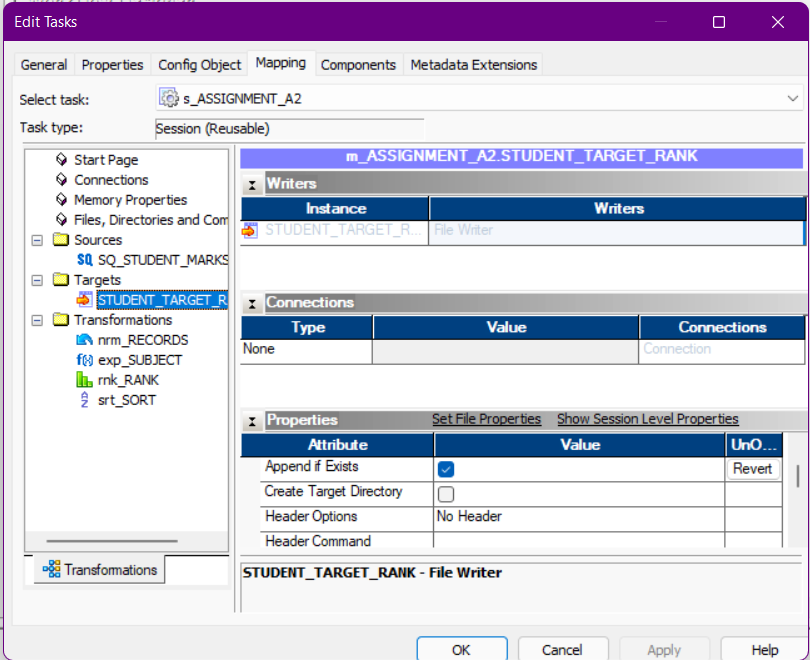 Edit Tasks
General Properties Config Object Mapping Components Metadata Extensions
Select task: s_ASSIGNMENT_A2
Task type: Session (Reusable)
Start Page
Connections
Memory Properties
Files, Directories and Com
Sources
SQ SQ_STUDENT_MARKS
Targets
STUDENT_TARGET_R
Transformations
nrm_RECORDS
f(x) exp_SUBJECT
rnk_RANK
A Z srt_SORT
Transformations
m_ASSIGNMENT_A2.STUDENT_TARGET_RANK
Writers
Instance Writers
STUDENT_TARGET_R... File Writer
Connections
Type Value Connections
None Connection
Properties Set File Properties Show Session Level Properties
Attribute Value UnO...
Append if Exists Revert
Create Target Directory
Header Options No Header
Header Command
STUDENT_TARGET_RANK - File Writer
OK Cancel Apply Help